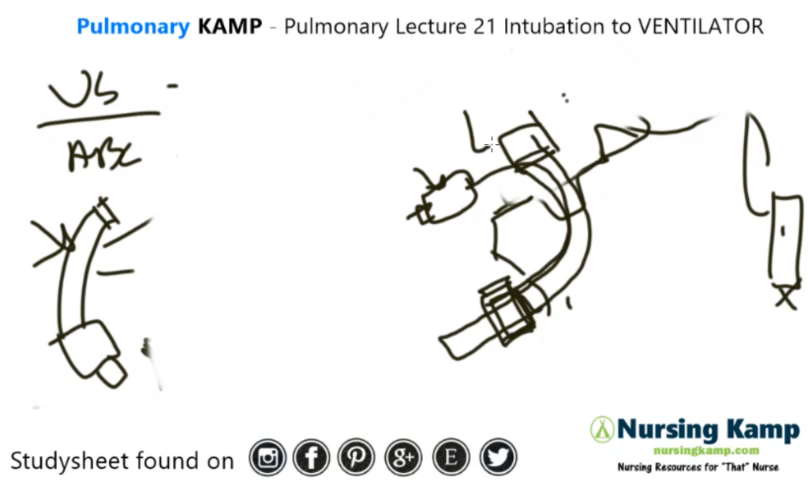 Pulmonary KAMP - Pulmonary Lecture 21 Intubation to VENTILATOR
VS
ABC
Nursing Kamp
nursingkamp.com
Nursing Resources for "That" Nurse
Studysheet found on
g+
E